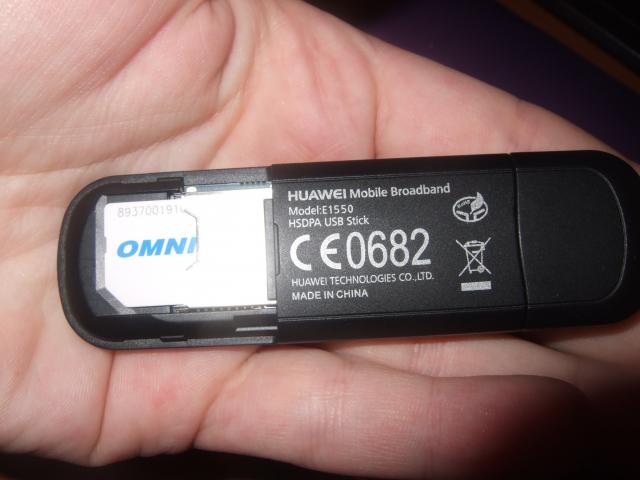 893700191
OMNI
HUAWEI Mobile Broadband
Model:E1550
HSDPA USB Stick
CE0682
HUAWEI TECHNOLOGIES CO.,LTD.
MADE IN CHINA